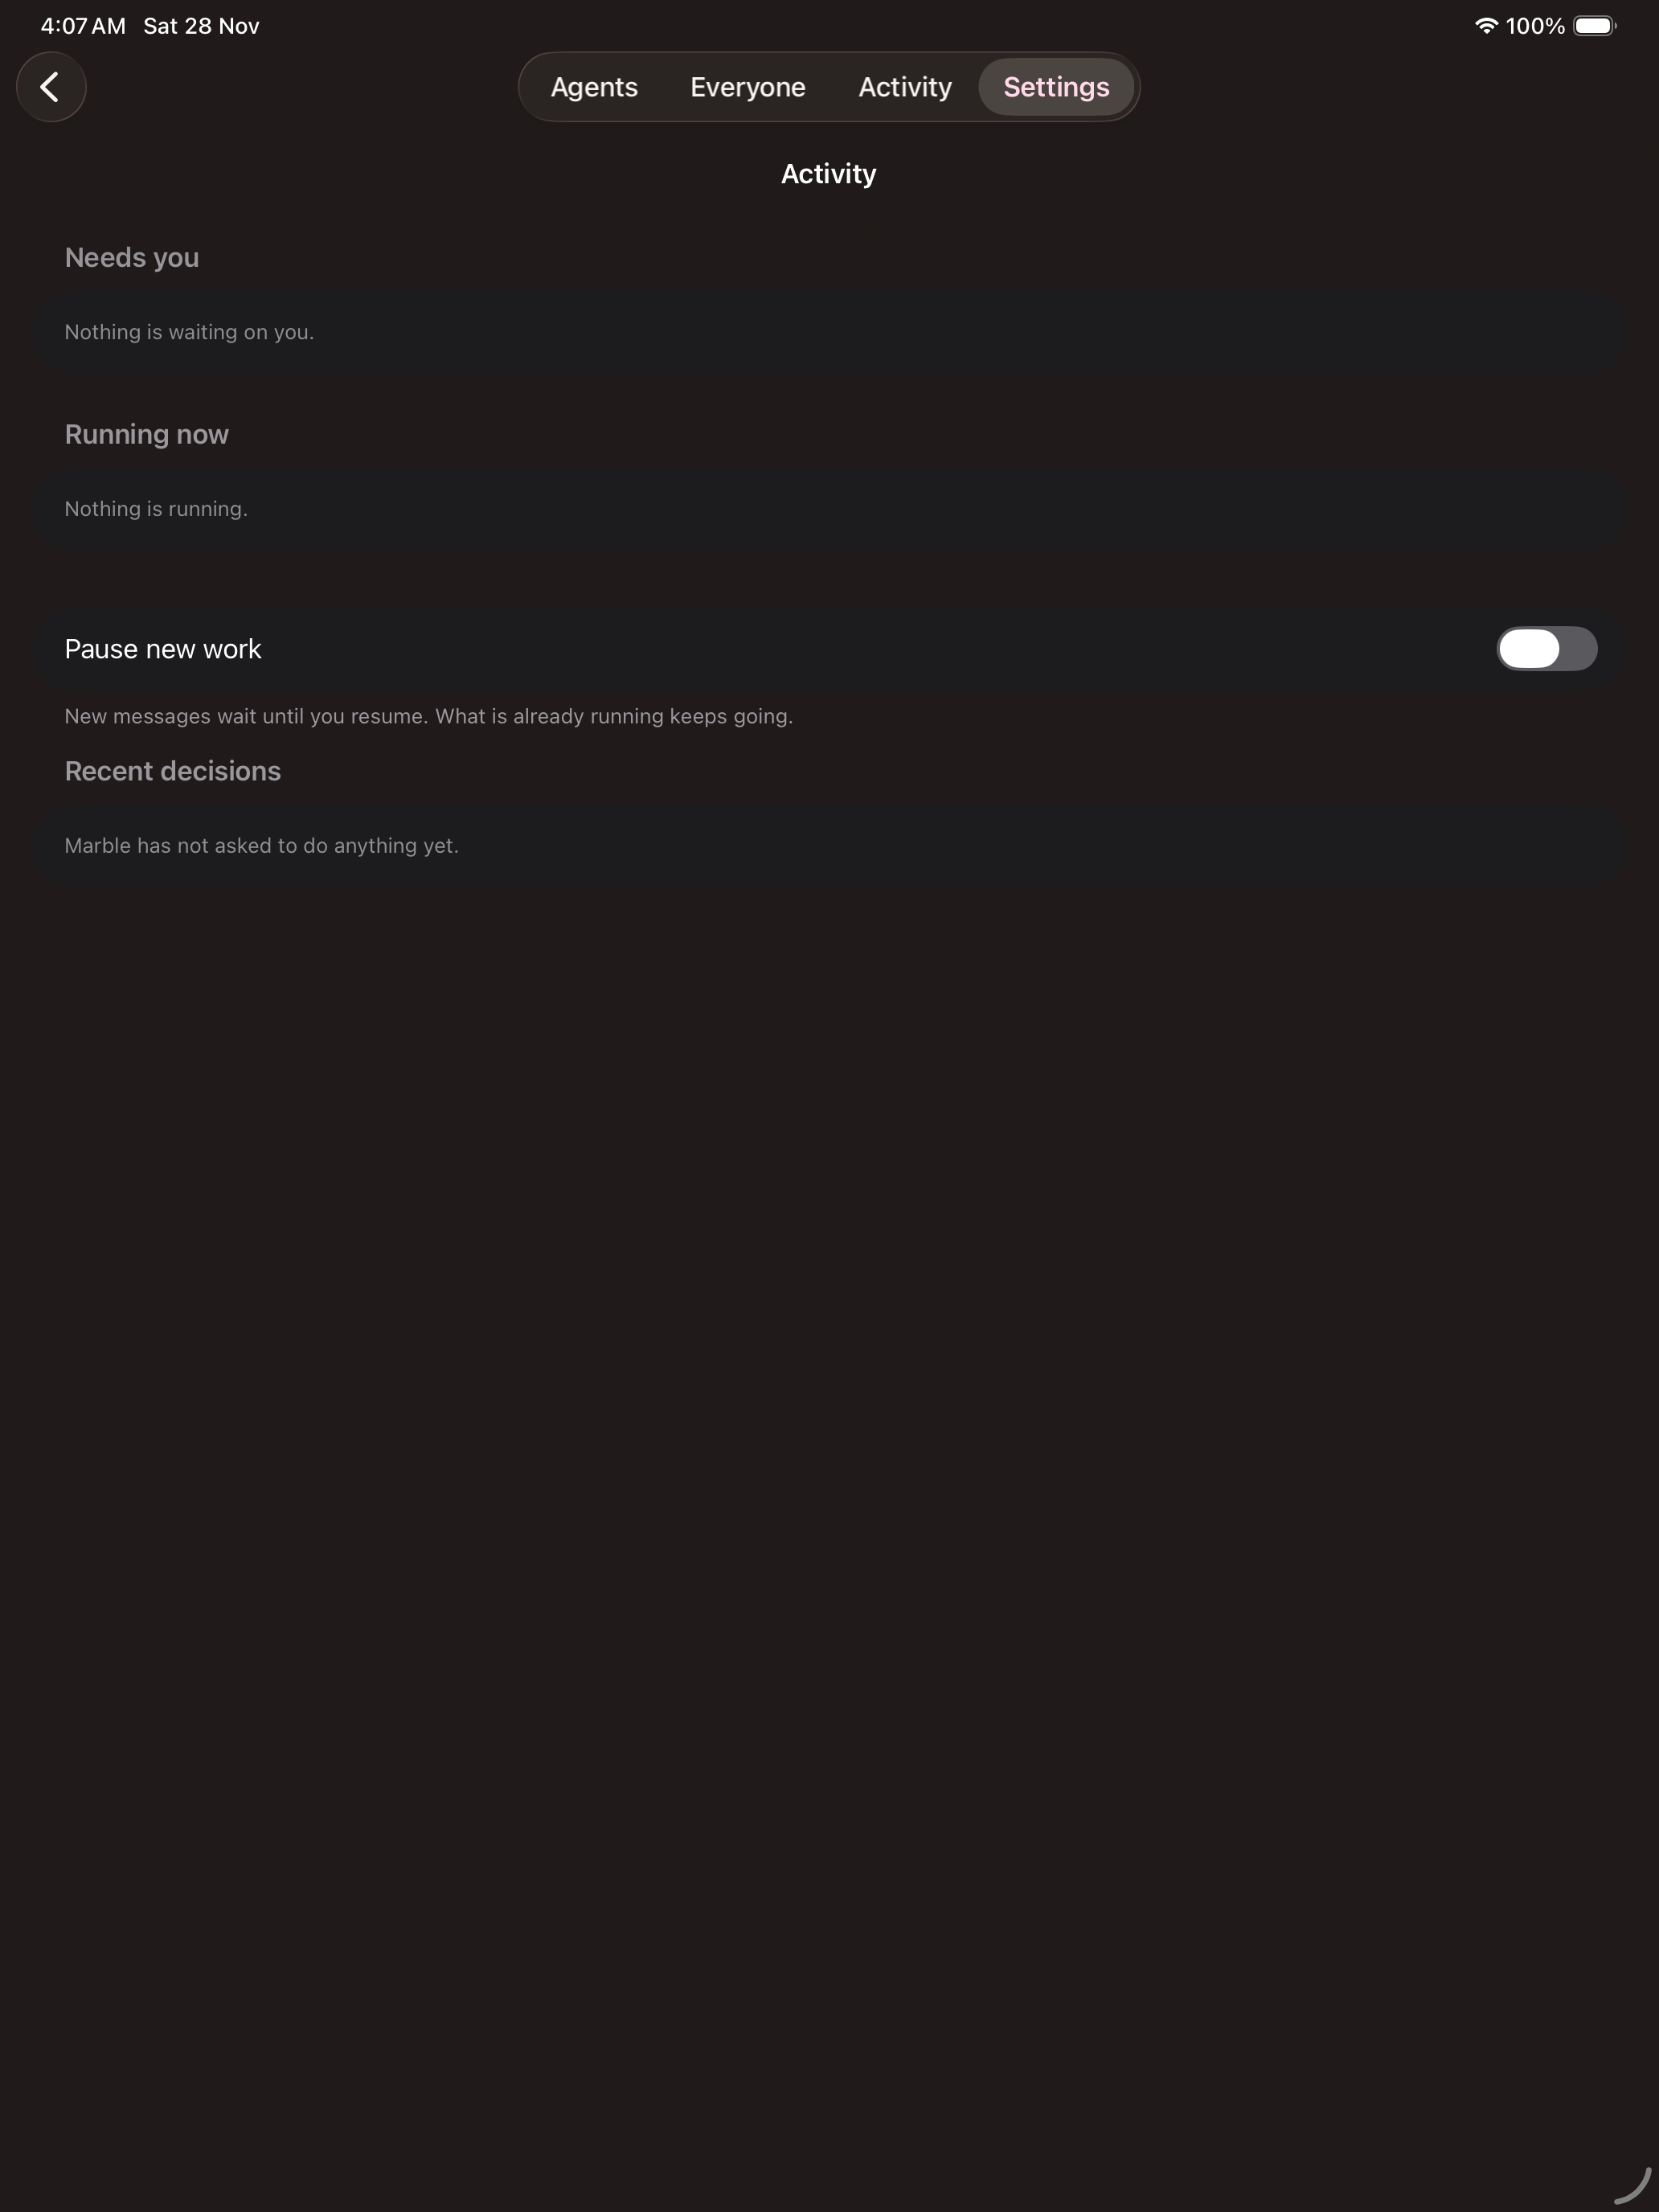 4:07 AM Sat 28 Nov
100%
Agents Everyone Activity Settings
Activity
Needs you
Nothing is waiting on you.
Running now
Nothing is running.
Pause new work
New messages wait until you resume. What is already running keeps going.
Recent decisions
Marble has not asked to do anything yet.